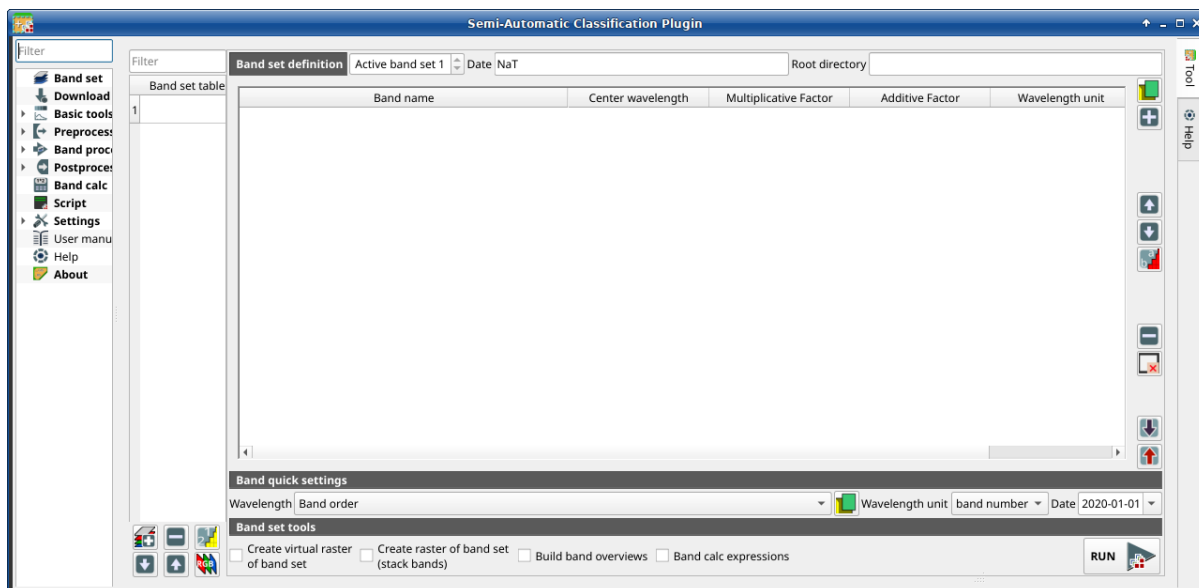 Semi-Automatic Classification Plugin
Filter
Band set
Download
Basic tools
Preprocess
Band proc
Postproces
Band calc
Script
Settings
User manu
Help
About
Filter
Band set table
1
Band set definition Active band set 1 Date NaT Root directory
Band name Center wavelength Multiplicative Factor Additive Factor Wavelength unit
Band quick settings
Wavelength Band order Wavelength unit band number Date 2020-01-01
Band set tools
Create virtual raster
of band set
Create raster of band set
(stack bands)
Build band overviews
Band calc expressions
RUN
RGB
Tool
Help